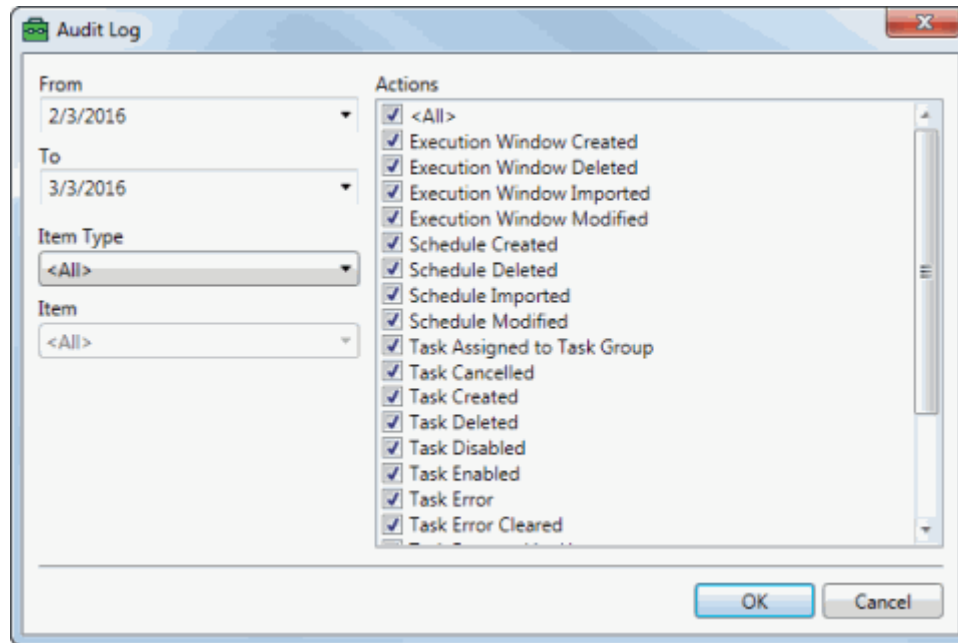 Audit Log
From
2/3/2016
To
3/3/2016
Item Type
<All>
Item
<All>
Actions
<All>
Execution Window Created
Execution Window Deleted
Execution Window Imported
Execution Window Modified
Schedule Created
Schedule Deleted
Schedule Imported
Schedule Modified
Task Assigned to Task Group
Task Cancelled
Task Created
Task Deleted
Task Disabled
Task Enabled
Task Error
Task Error Cleared
OK
Cancel